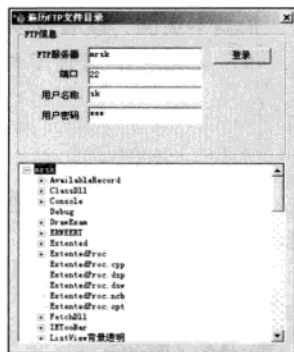 遍历FTP文件目录
FTP信息
FTP服务器 mrsk
登录
端口 22
用户名称 sk
用户密码 ***
mrsk
AvailableRecord
ClassDll
Console
Debug
DrawExam
Extented
ExtentedProc
ExtentedProc.cpp
ExtentedProc.dsp
ExtentedProc.dsw
ExtentedProc.ncb
ExtentedProc.opt
FetchDll
IEToolBar
ListView背景透明